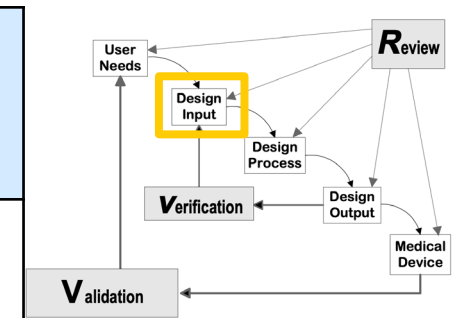 Review
User
Needs
Design
Input
Design
Process
Verification
Design
Output
Medical
Device
Validation